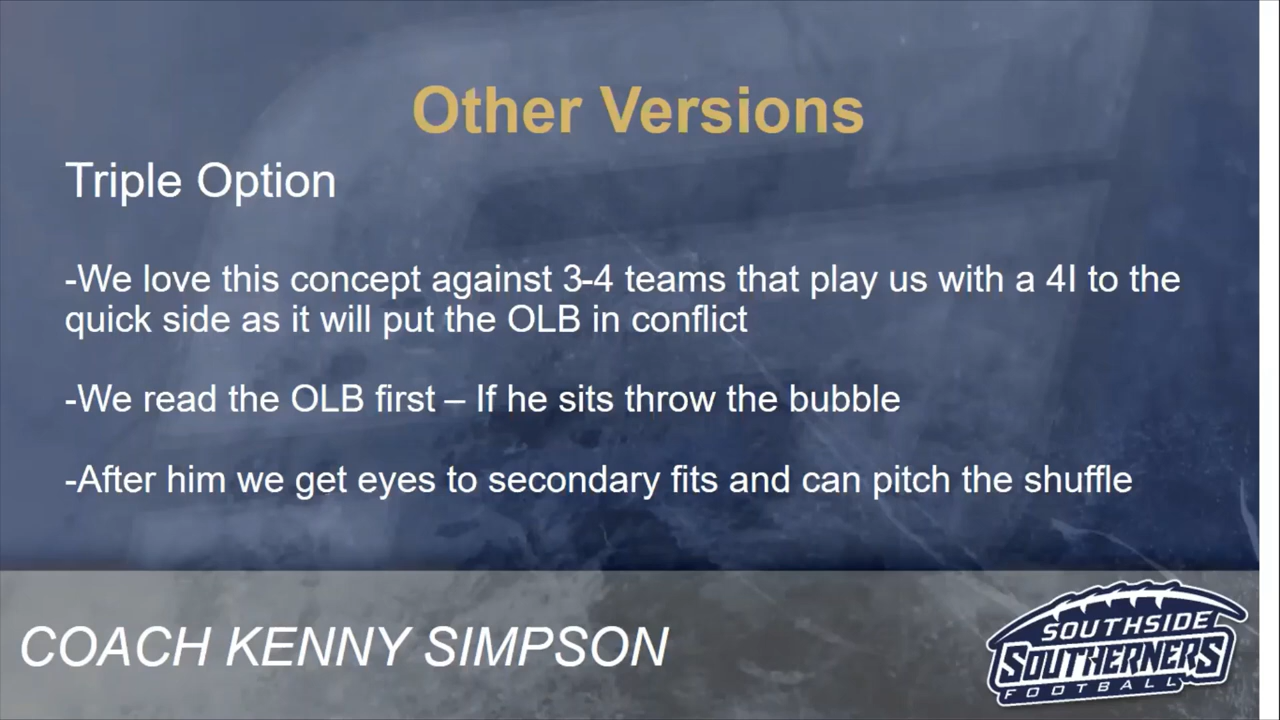 Other Versions
Triple Option
-We love this concept against 3-4 teams that play us with a 4I to the
quick side as it will put the OLB in conflict
-We read the OLB first – If he sits throw the bubble
-After him we get eyes to secondary fits and can pitch the shuffle
COACH KENNY SIMPSON
SOUTHSIDE
SOUTHERNERS
FOOTBALL